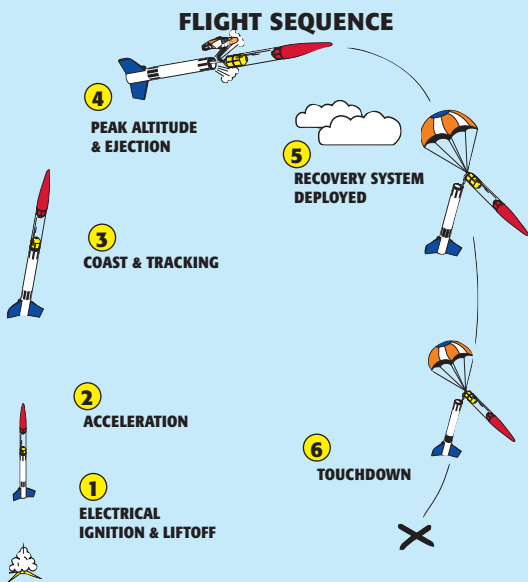 FLIGHT SEQUENCE
4
PEAK ALTITUDE
& EJECTION
5
RECOVERY SYSTEM
DEPLOYED
3
COAST & TRACKING
2
ACCELERATION
6
TOUCHDOWN
1
ELECTRICAL
IGNITION & LIFTOFF